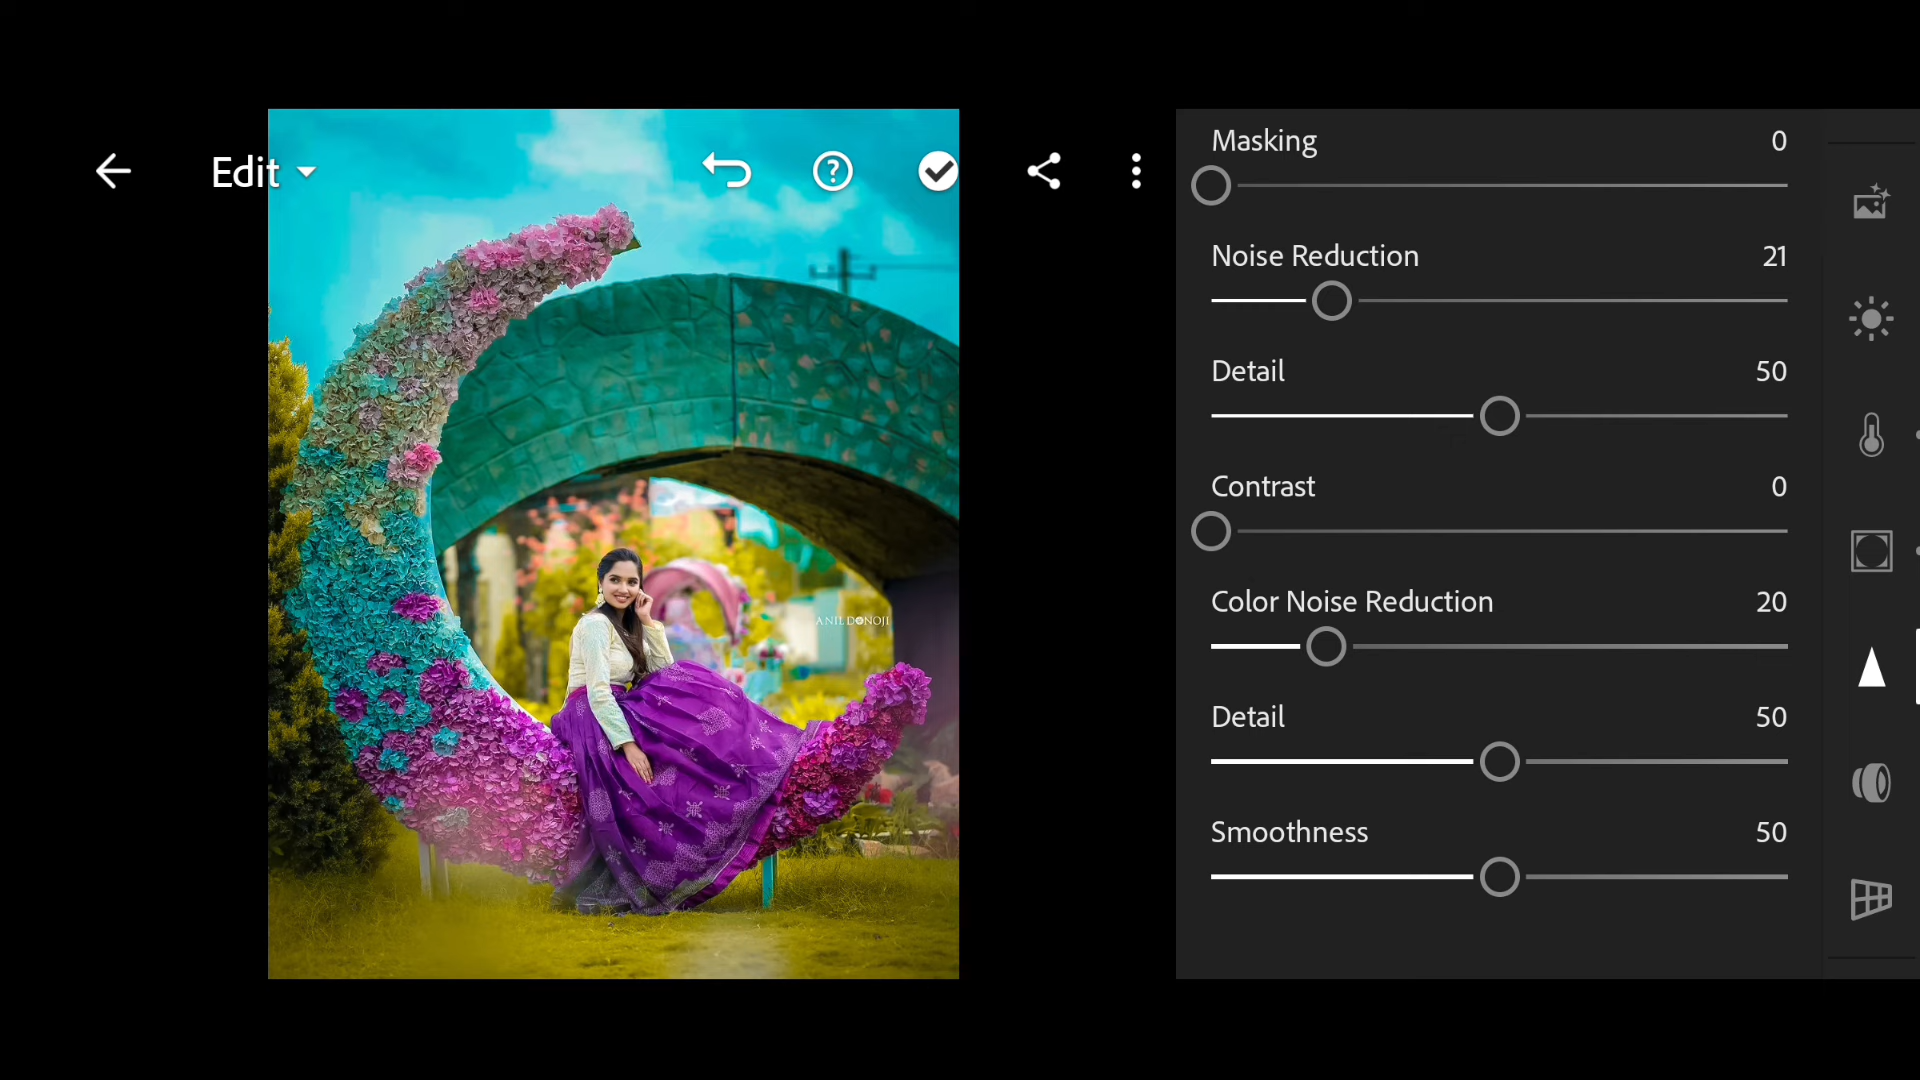 Edit
Masking 0
Noise Reduction 21
Detail 50
Contrast 0
Color Noise Reduction 20
Detail 50
Smoothness 50
ANIL DONOJI